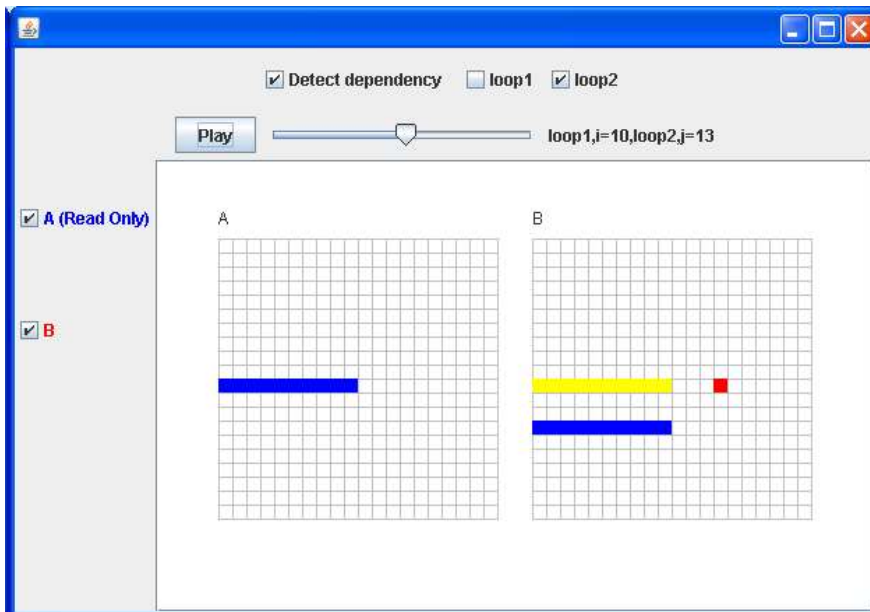 Detect dependency loop1 loop2
Play loop1,i=10,loop2,j=13
A (Read Only)
A B
B